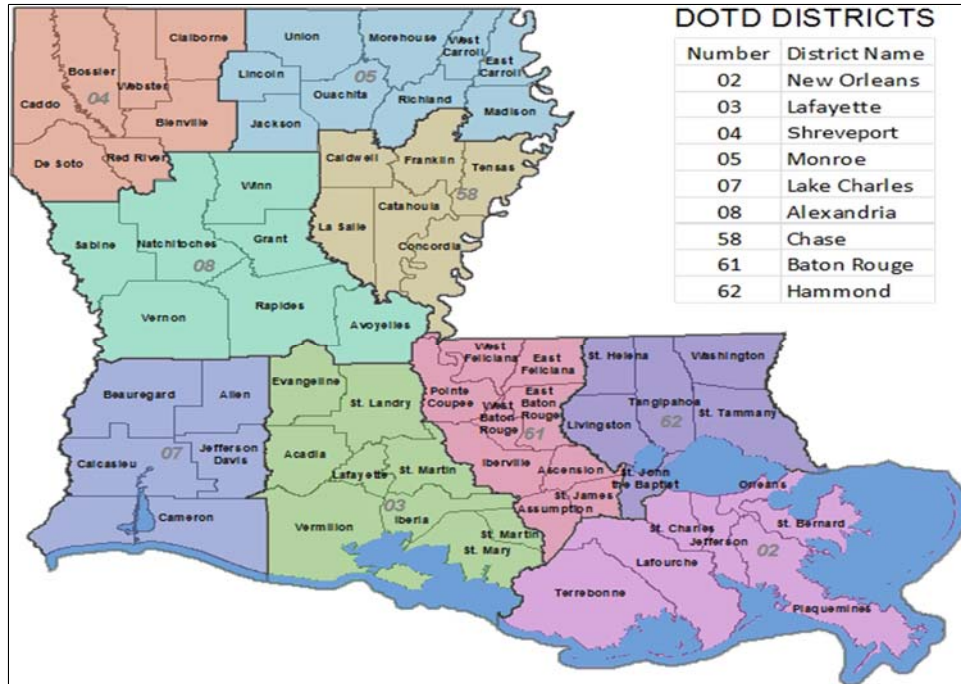 DOTD DISTRICTS
Number District Name
02 New Orleans
03 Lafayette
04 Shreveport
05 Monroe
07 Lake Charles
08 Alexandria
58 Chase
61 Baton Rouge
62 Hammond
Claiborne
Bossier
Webster
04
Caddo
Bienville
De Soto
Red River
Union
Morehouse
West
Carroll
East
Carroll
Lincoln
05
Ouachita
Richland
Madison
Jackson
Caldwell
Franklin
Tensas
Catahoula
58
La Salle
Concordia
Winn
Sabine
Natchitoches
Grant
08
Vernon
Rapides
Avoyelles
Beauregard
Allen
Calcasieu
07
Jefferson
Davis
Cameron
Evangeline
St. Landry
Acadia
Lafayette
St. Martin
03
Vermilion
Iberia
St. Martin
St. Mary
West
Feliciana
East
Feliciana
Pointe
Coupee
West
Baton
Rouge
East
Baton
Rouge
61
Iberville
Ascension
St. James
Assumption
St. Helena
Washington
Tangipahoa
62
St. Tammany
Livingston
St. John
the Baptist
Orleans
St. Charles
Jefferson
St. Bernard
02
Lafourche
Terrebonne
Plaquemines